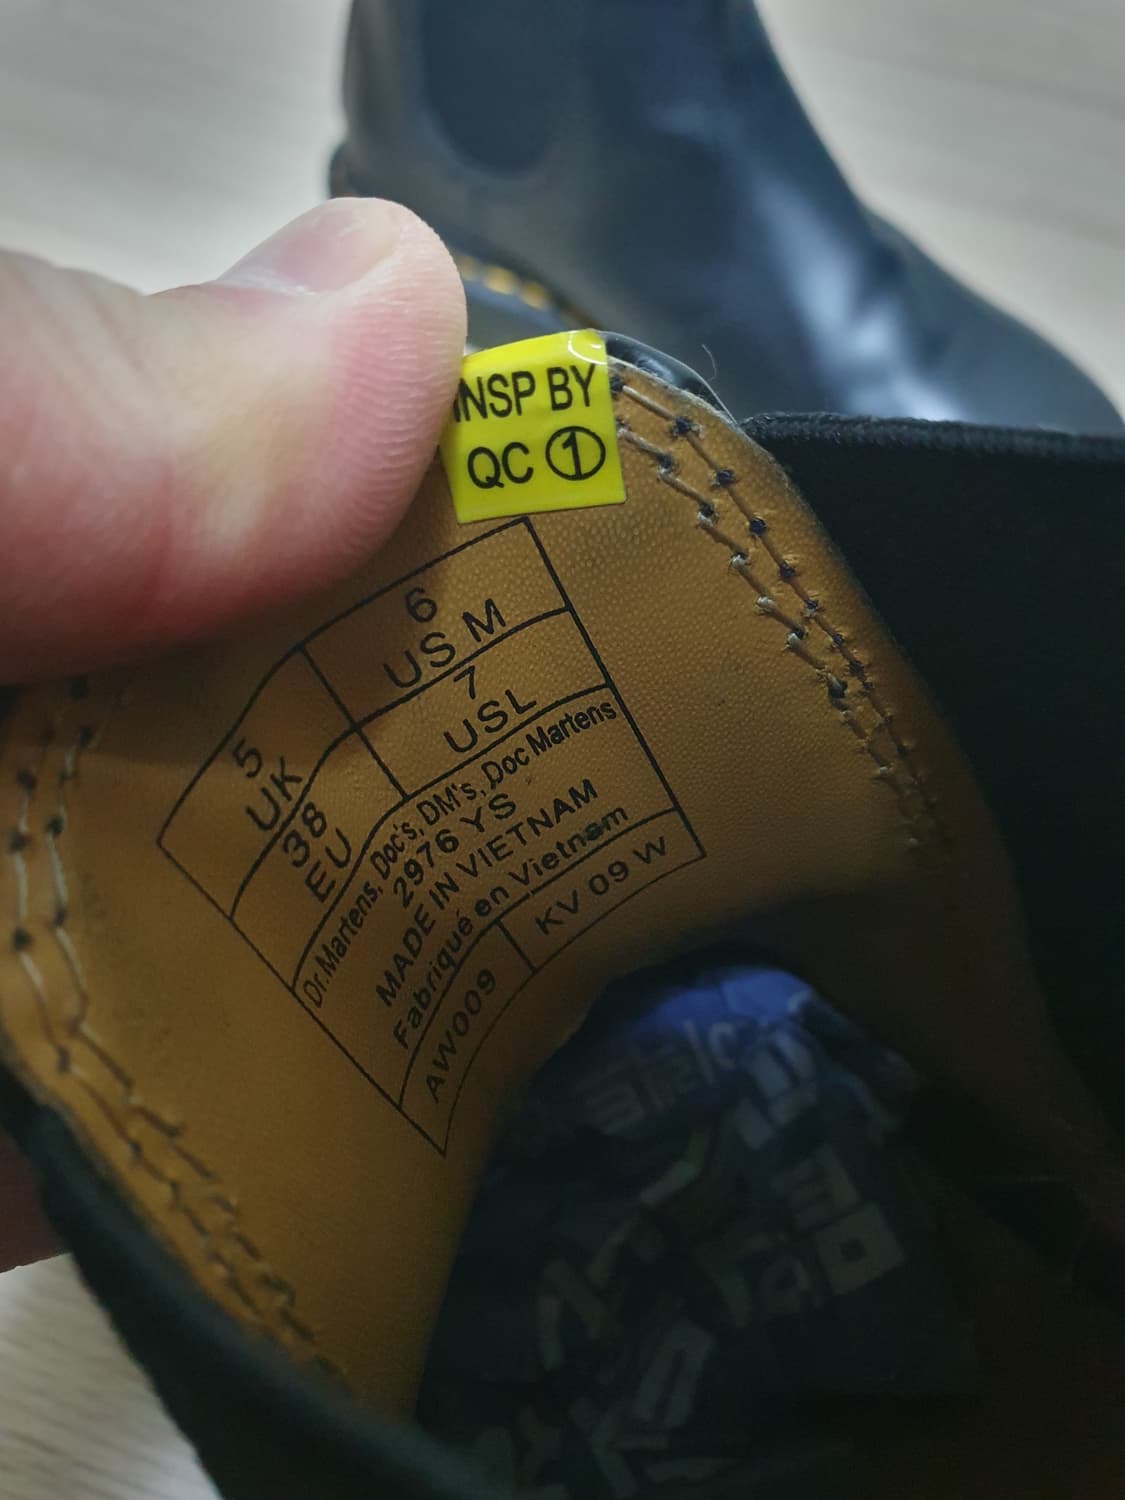 INSP BY
QC 1
6
US M
5
UK
7
USL
38
EU
Dr.Martens, Doc's, DM's, Doc Martens
2976 YS
MADE IN VIETNAM
Fabriqué en Vietnam
AW009
KV 09 W